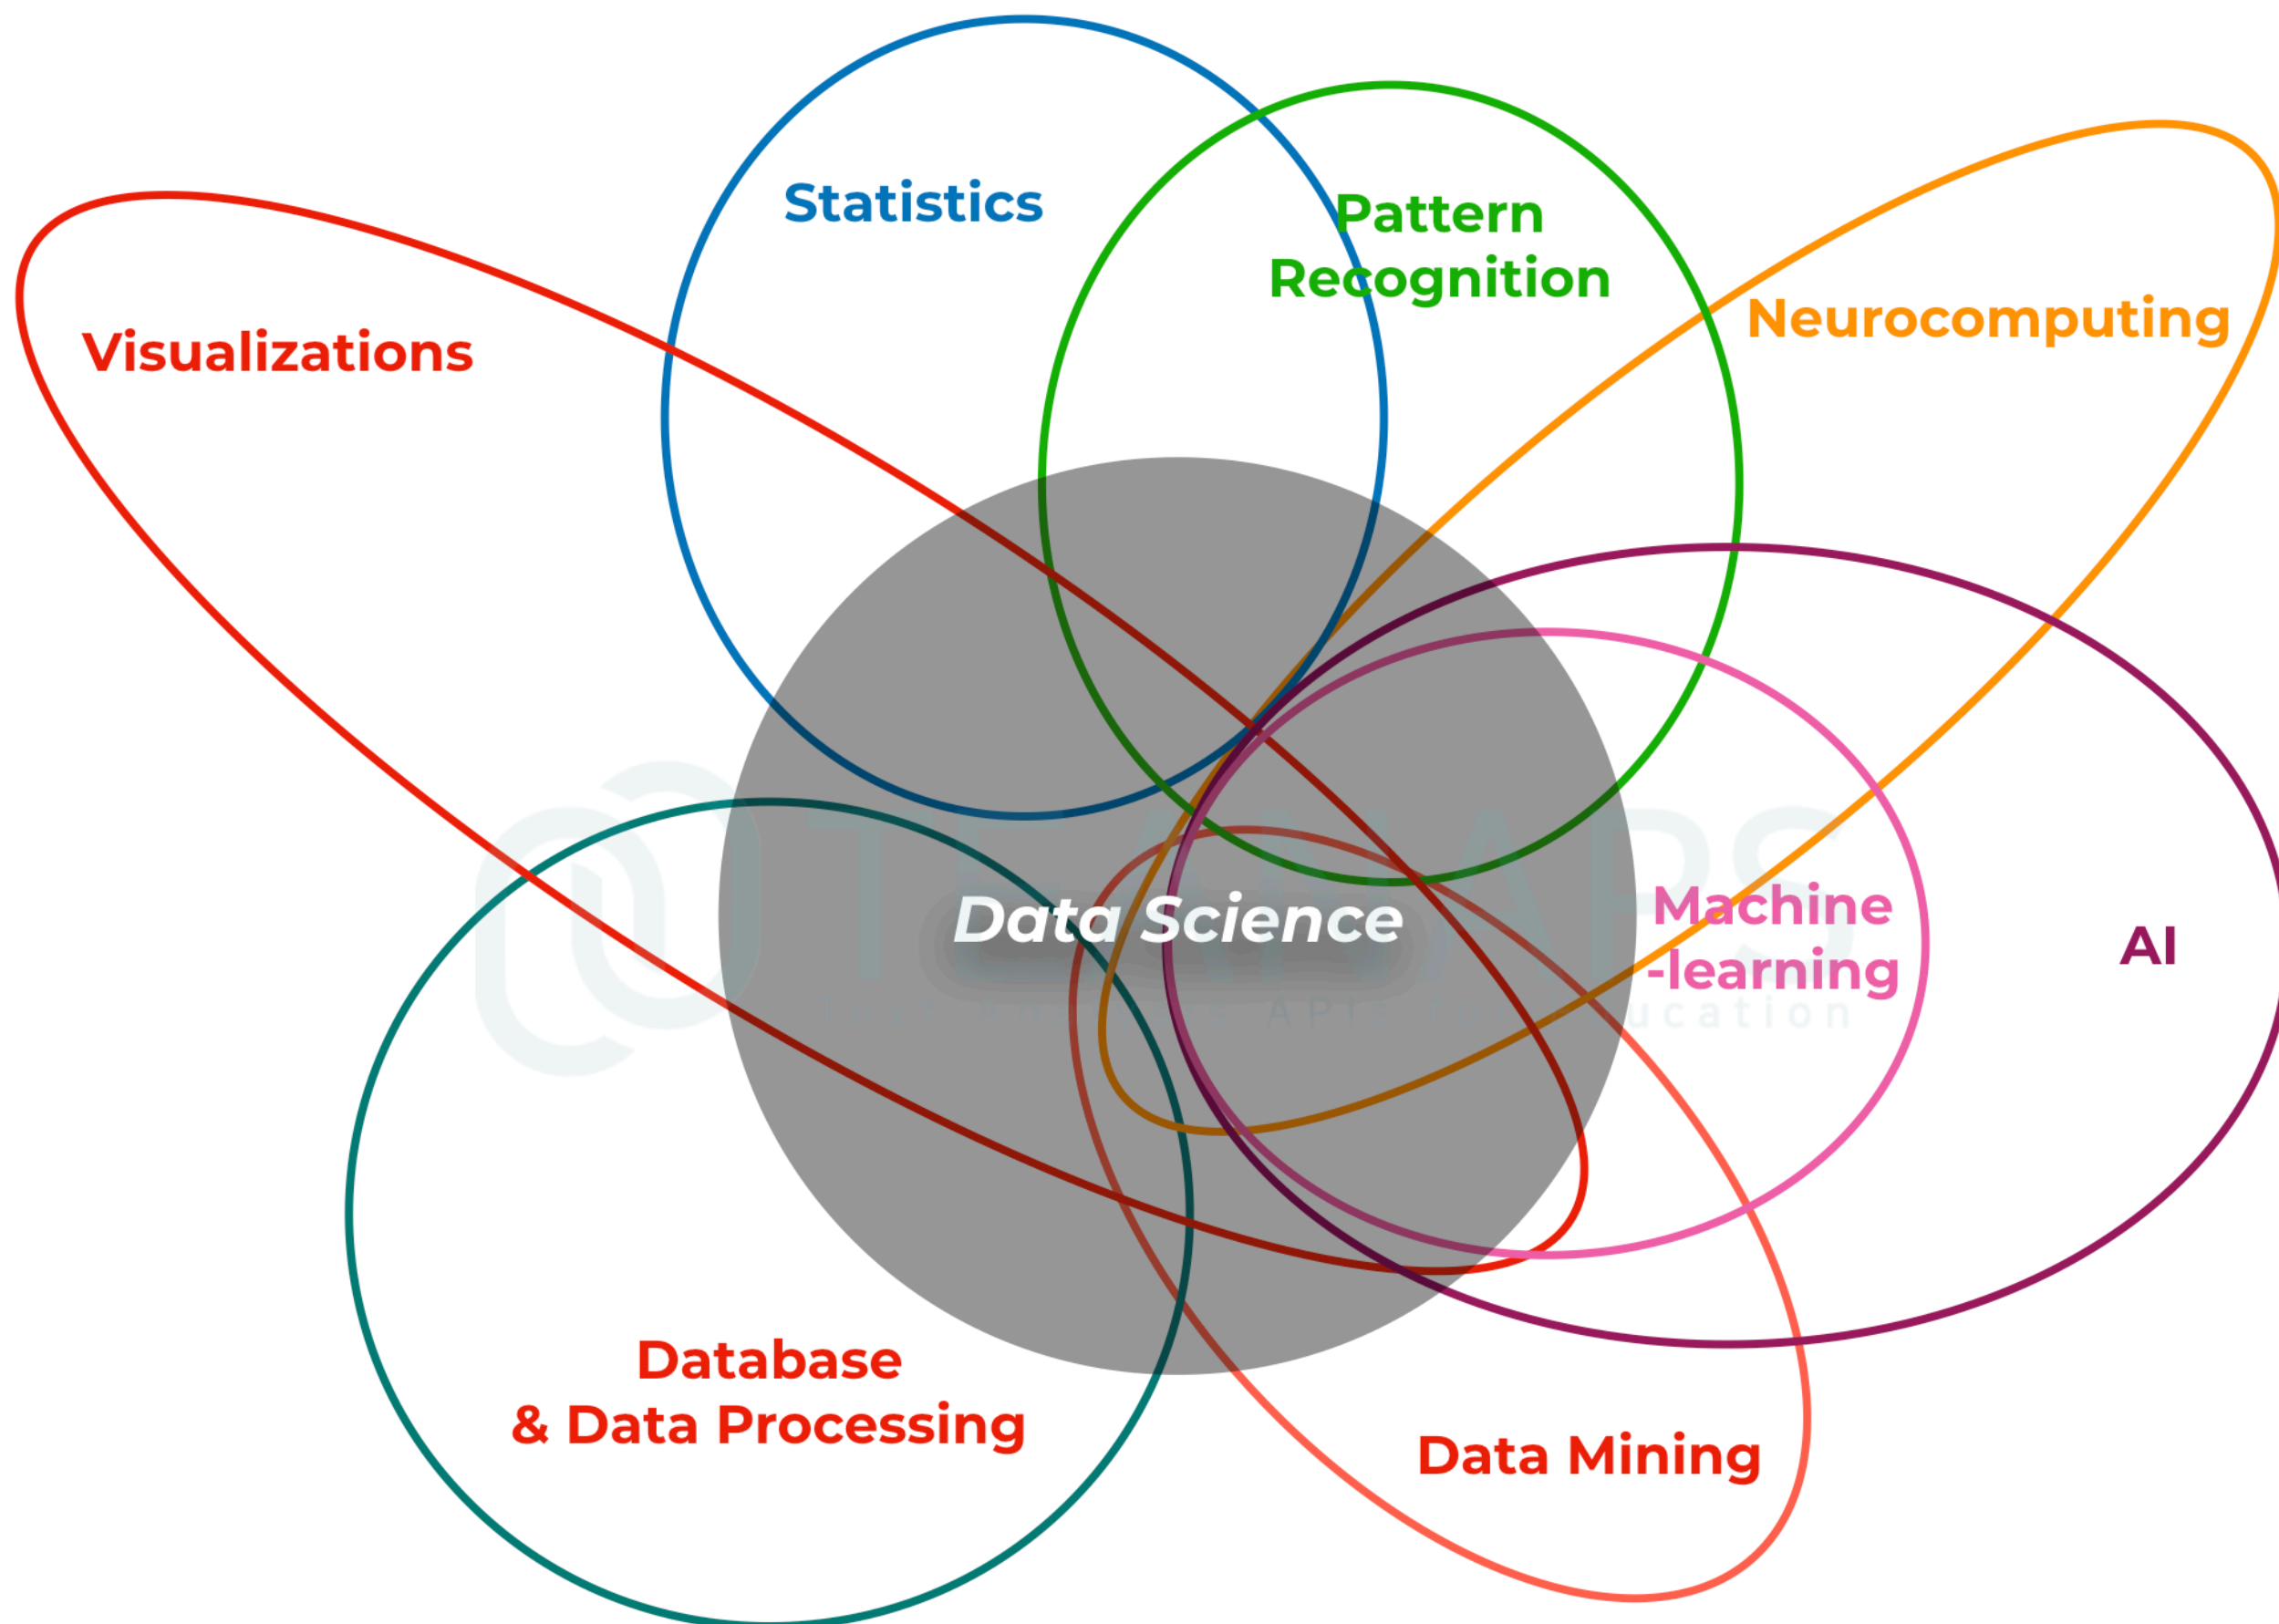 Statistics
Pattern
Recognition
Neurocomputing
Visualizations
Data Science
Machine
-learning
AI
Database
& Data Processing
Data Mining